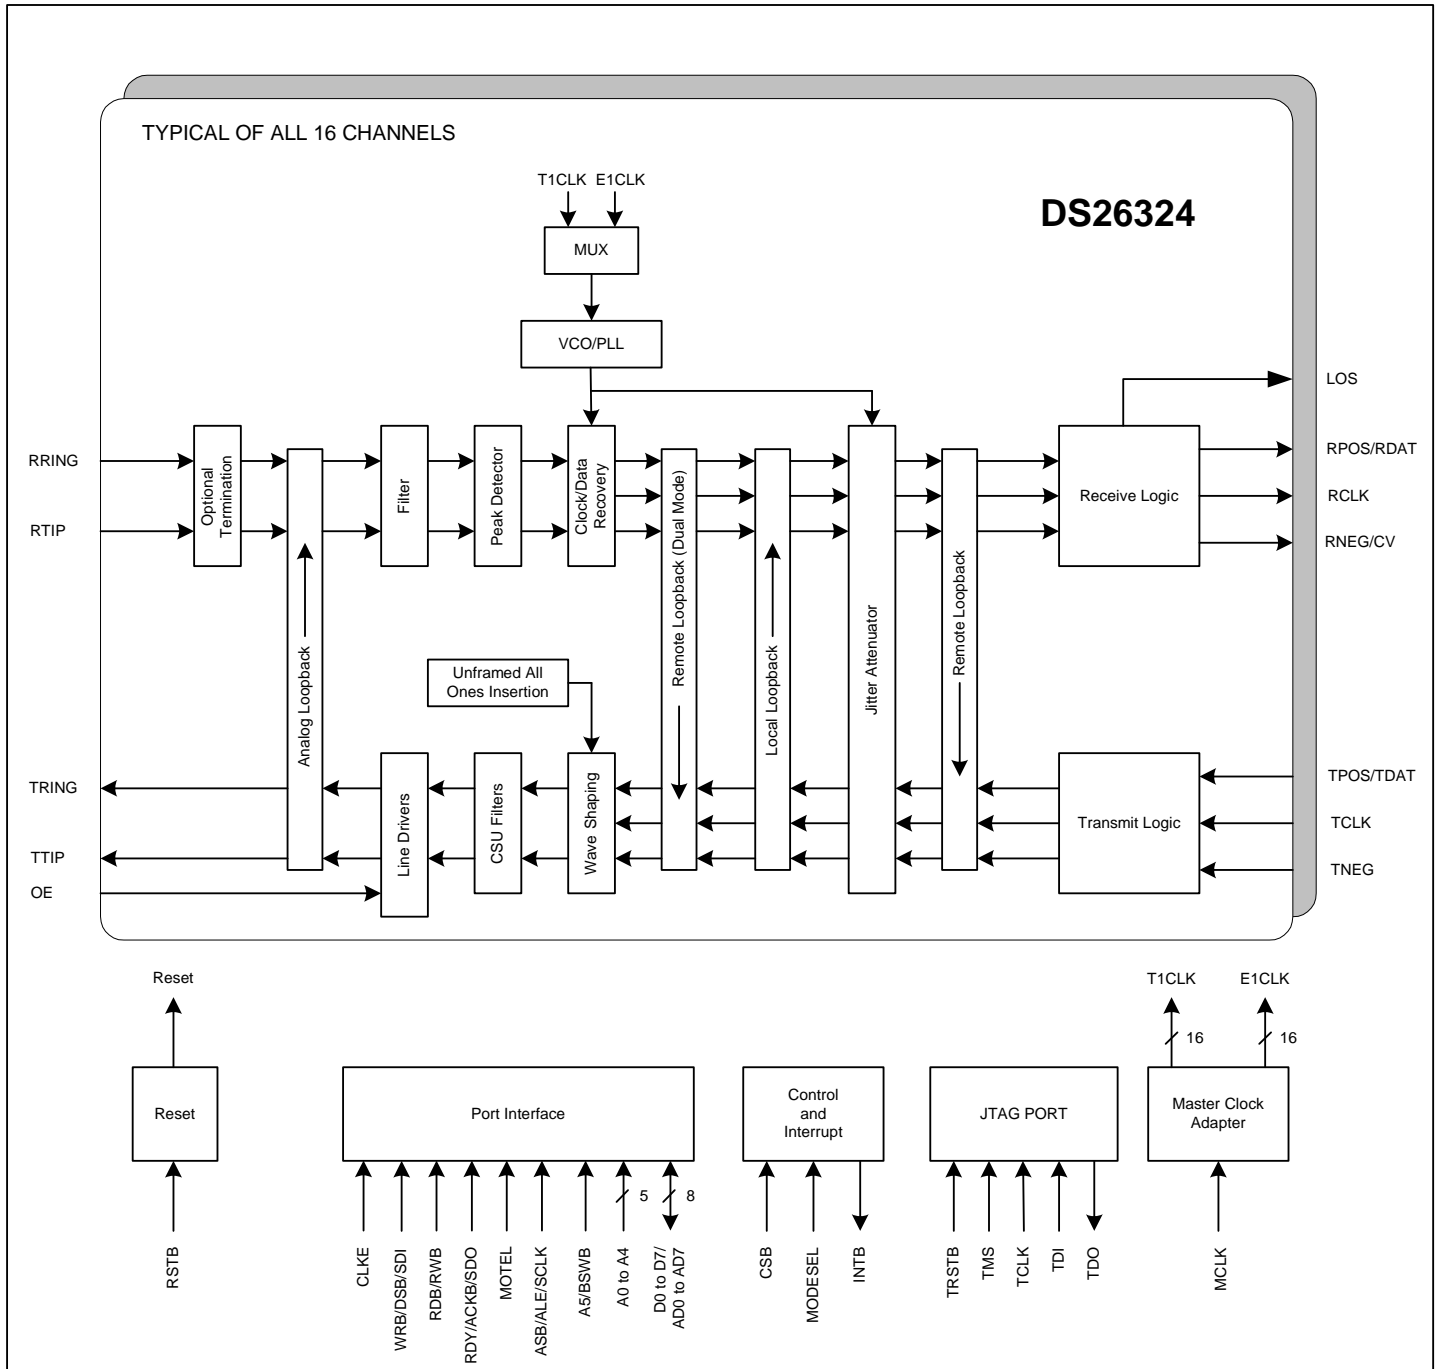 TYPICAL OF ALL 16 CHANNELS
T1CLK E1CLK
DS26324
MUX
VCO/PLL
LOS
RRING
RTIP
Optional
Termination
Analog Loopback
Filter
Peak Detector
Clock/Data
Recovery
Remote Loopback (Dual Mode)
Local Loopback
Jitter Attenuator
Remote Loopback
Receive Logic
RPOS/RDAT
RCLK
RNEG/CV
Unframed All
Ones Insertion
TRING
TTIP
OE
Line Drivers
CSU Filters
Wave Shaping
Transmit Logic
TPOS/TDAT
TCLK
TNEG
Reset
T1CLK
E1CLK
16
16
Reset
Port Interface
Control
and
Interrupt
JTAG PORT
Master Clock
Adapter
5
8
RSTB
CLKE
WRB/DSB/SDI
RDB/RWB
RDY/ACKB/SDO
MOTEL
ASB/ALE/SCLK
A5/BSWB
A0 to A4
D0 to D7/
AD0 to AD7
CSB
MODESEL
INTB
TRSTB
TMS
TCLK
TDI
TDO
MCLK